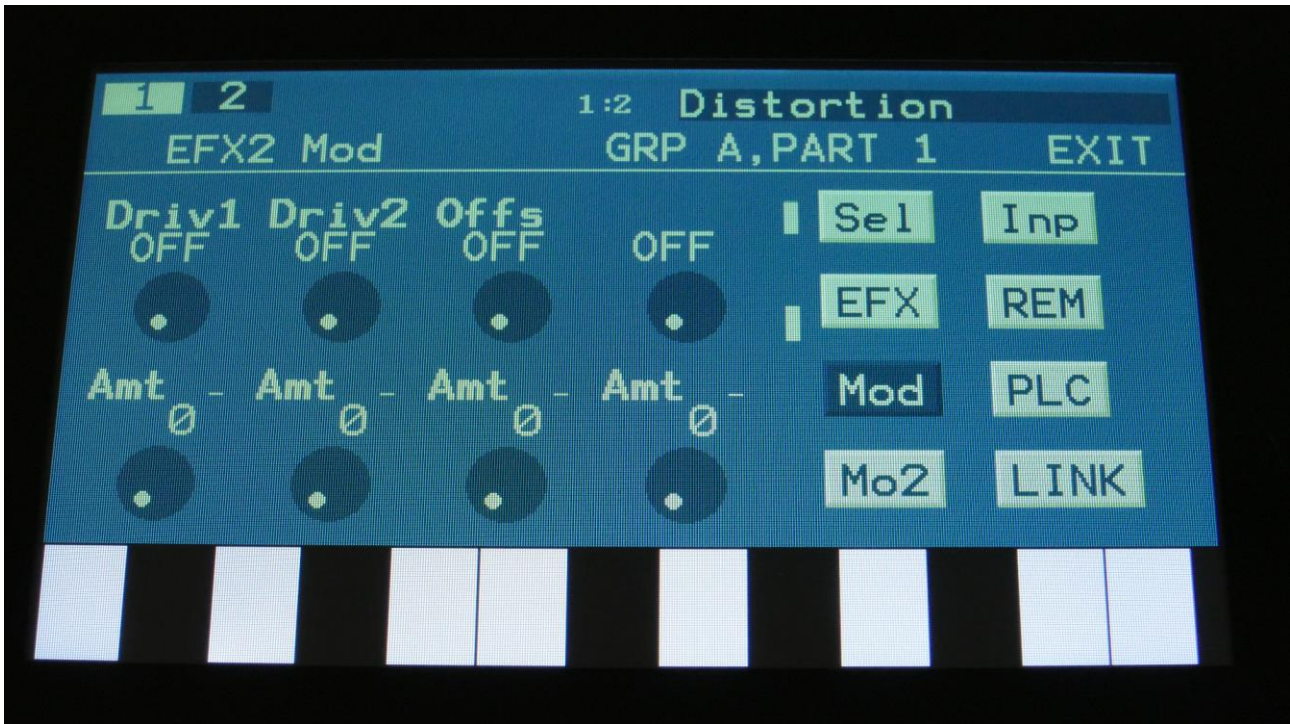 1 2 1:2 Distortion
EFX2 Mod GRP A,PART 1 EXIT
Driv1 Driv2 Offs Sel Inp
OFF OFF OFF OFF
EFX REM
Amt - Amt - Amt - Amt - Mod PLC
0 0 0 0
Mo2 LINK